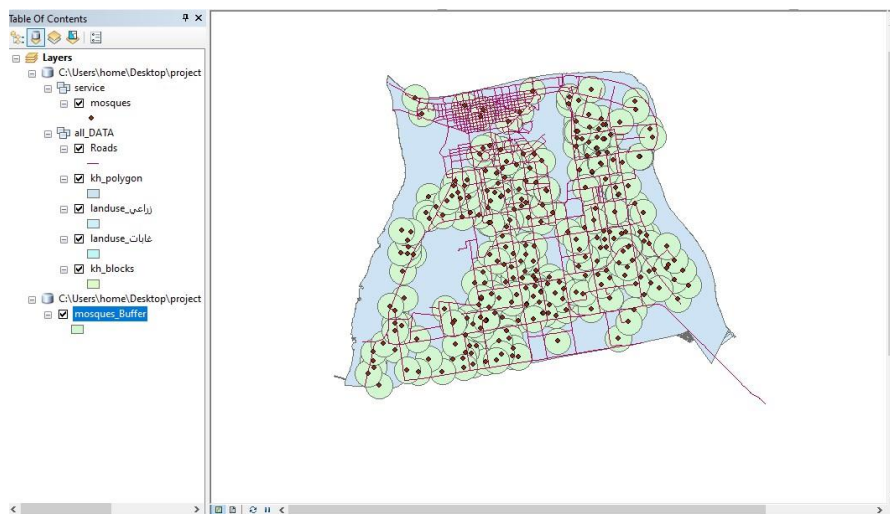 Table Of Contents
Layers
C:\Users\home\Desktop\project
service
mosques
all_DATA
Roads
kh_polygon
landuse_زراعي
landuse_غابات
kh_blocks
C:\Users\home\Desktop\project
mosques_Buffer